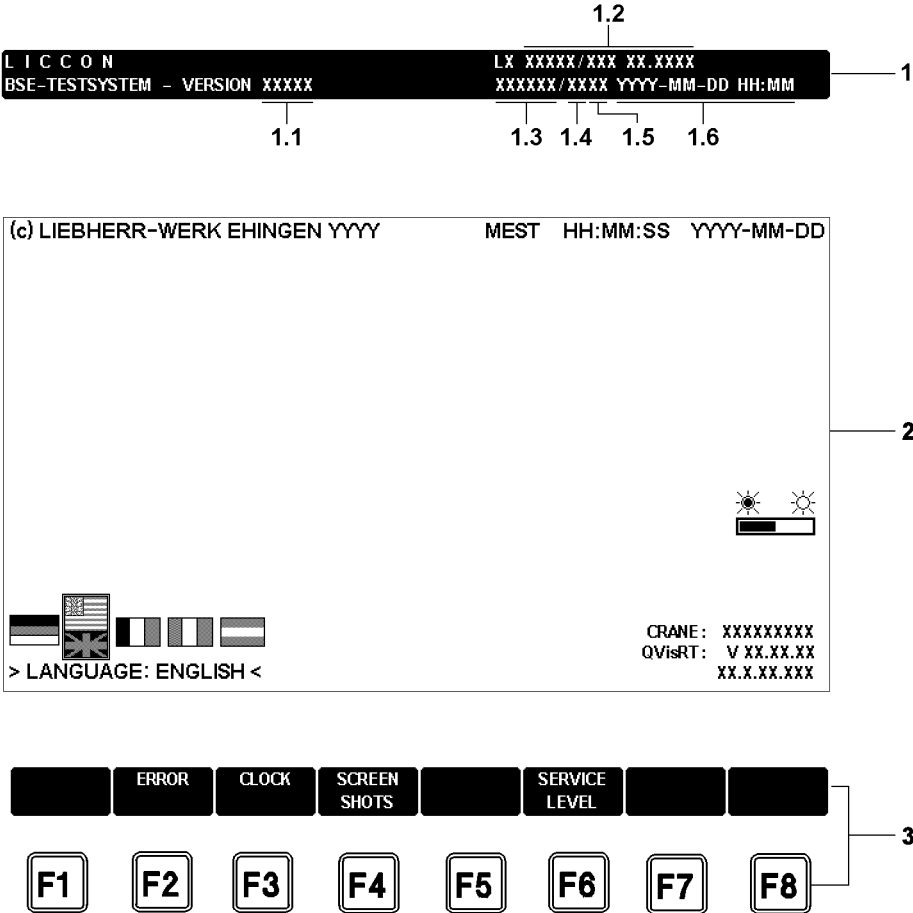 1.2
L I C C O N LX XXXXX/XXX XX.XXXX
1
BSE-TESTSYSTEM - VERSION XXXXX XXXXXX/XXXX YYYY-MM-DD HH:MM
1.1 1.3 1.4 1.5 1.6
(c) LIEBHERR-WERK EHINGEN YYYY MEST HH:MM:SS YYYY-MM-DD
2
CRANE: XXXXXXXXX
QVisRT: V XX.XX.XX
> LANGUAGE: ENGLISH < XX.X.XX.XXX
ERROR CLOCK SCREEN SERVICE
SHOTS LEVEL
3
F1 F2 F3 F4 F5 F6 F7 F8